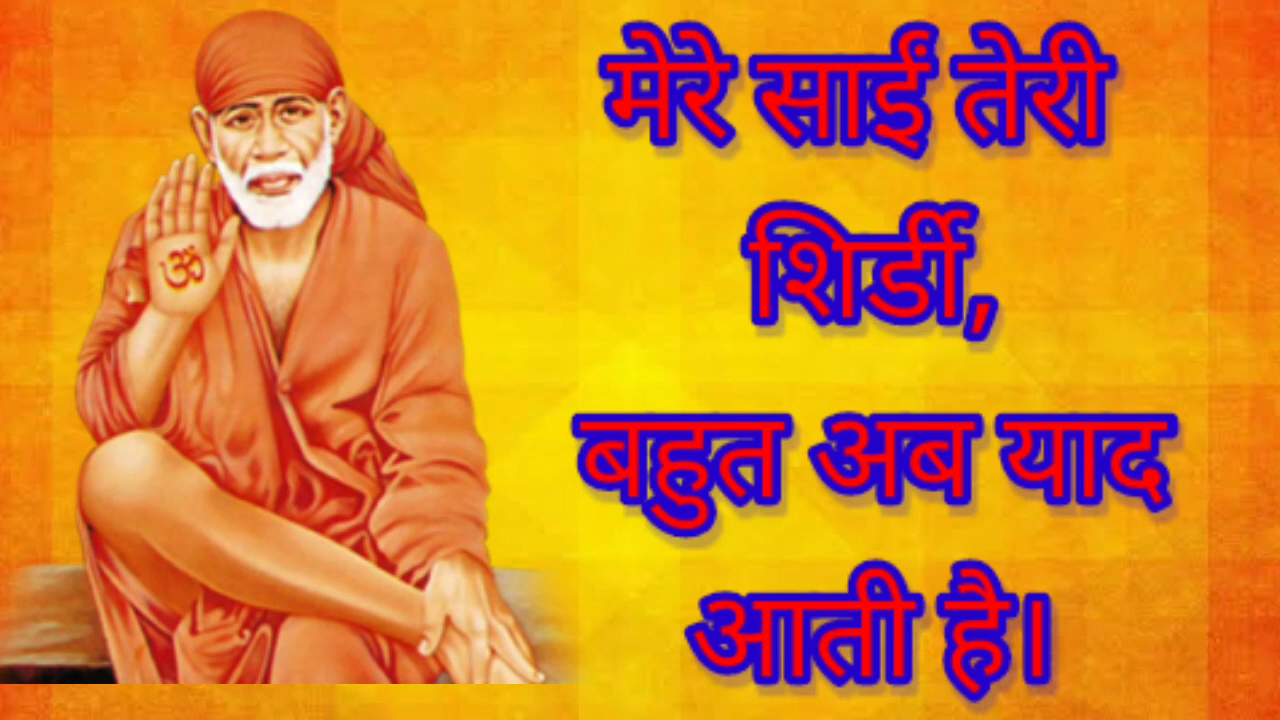 मेरे साईं तेरी
शिर्डी,
बहुत अब याद
आती है।
ॐ